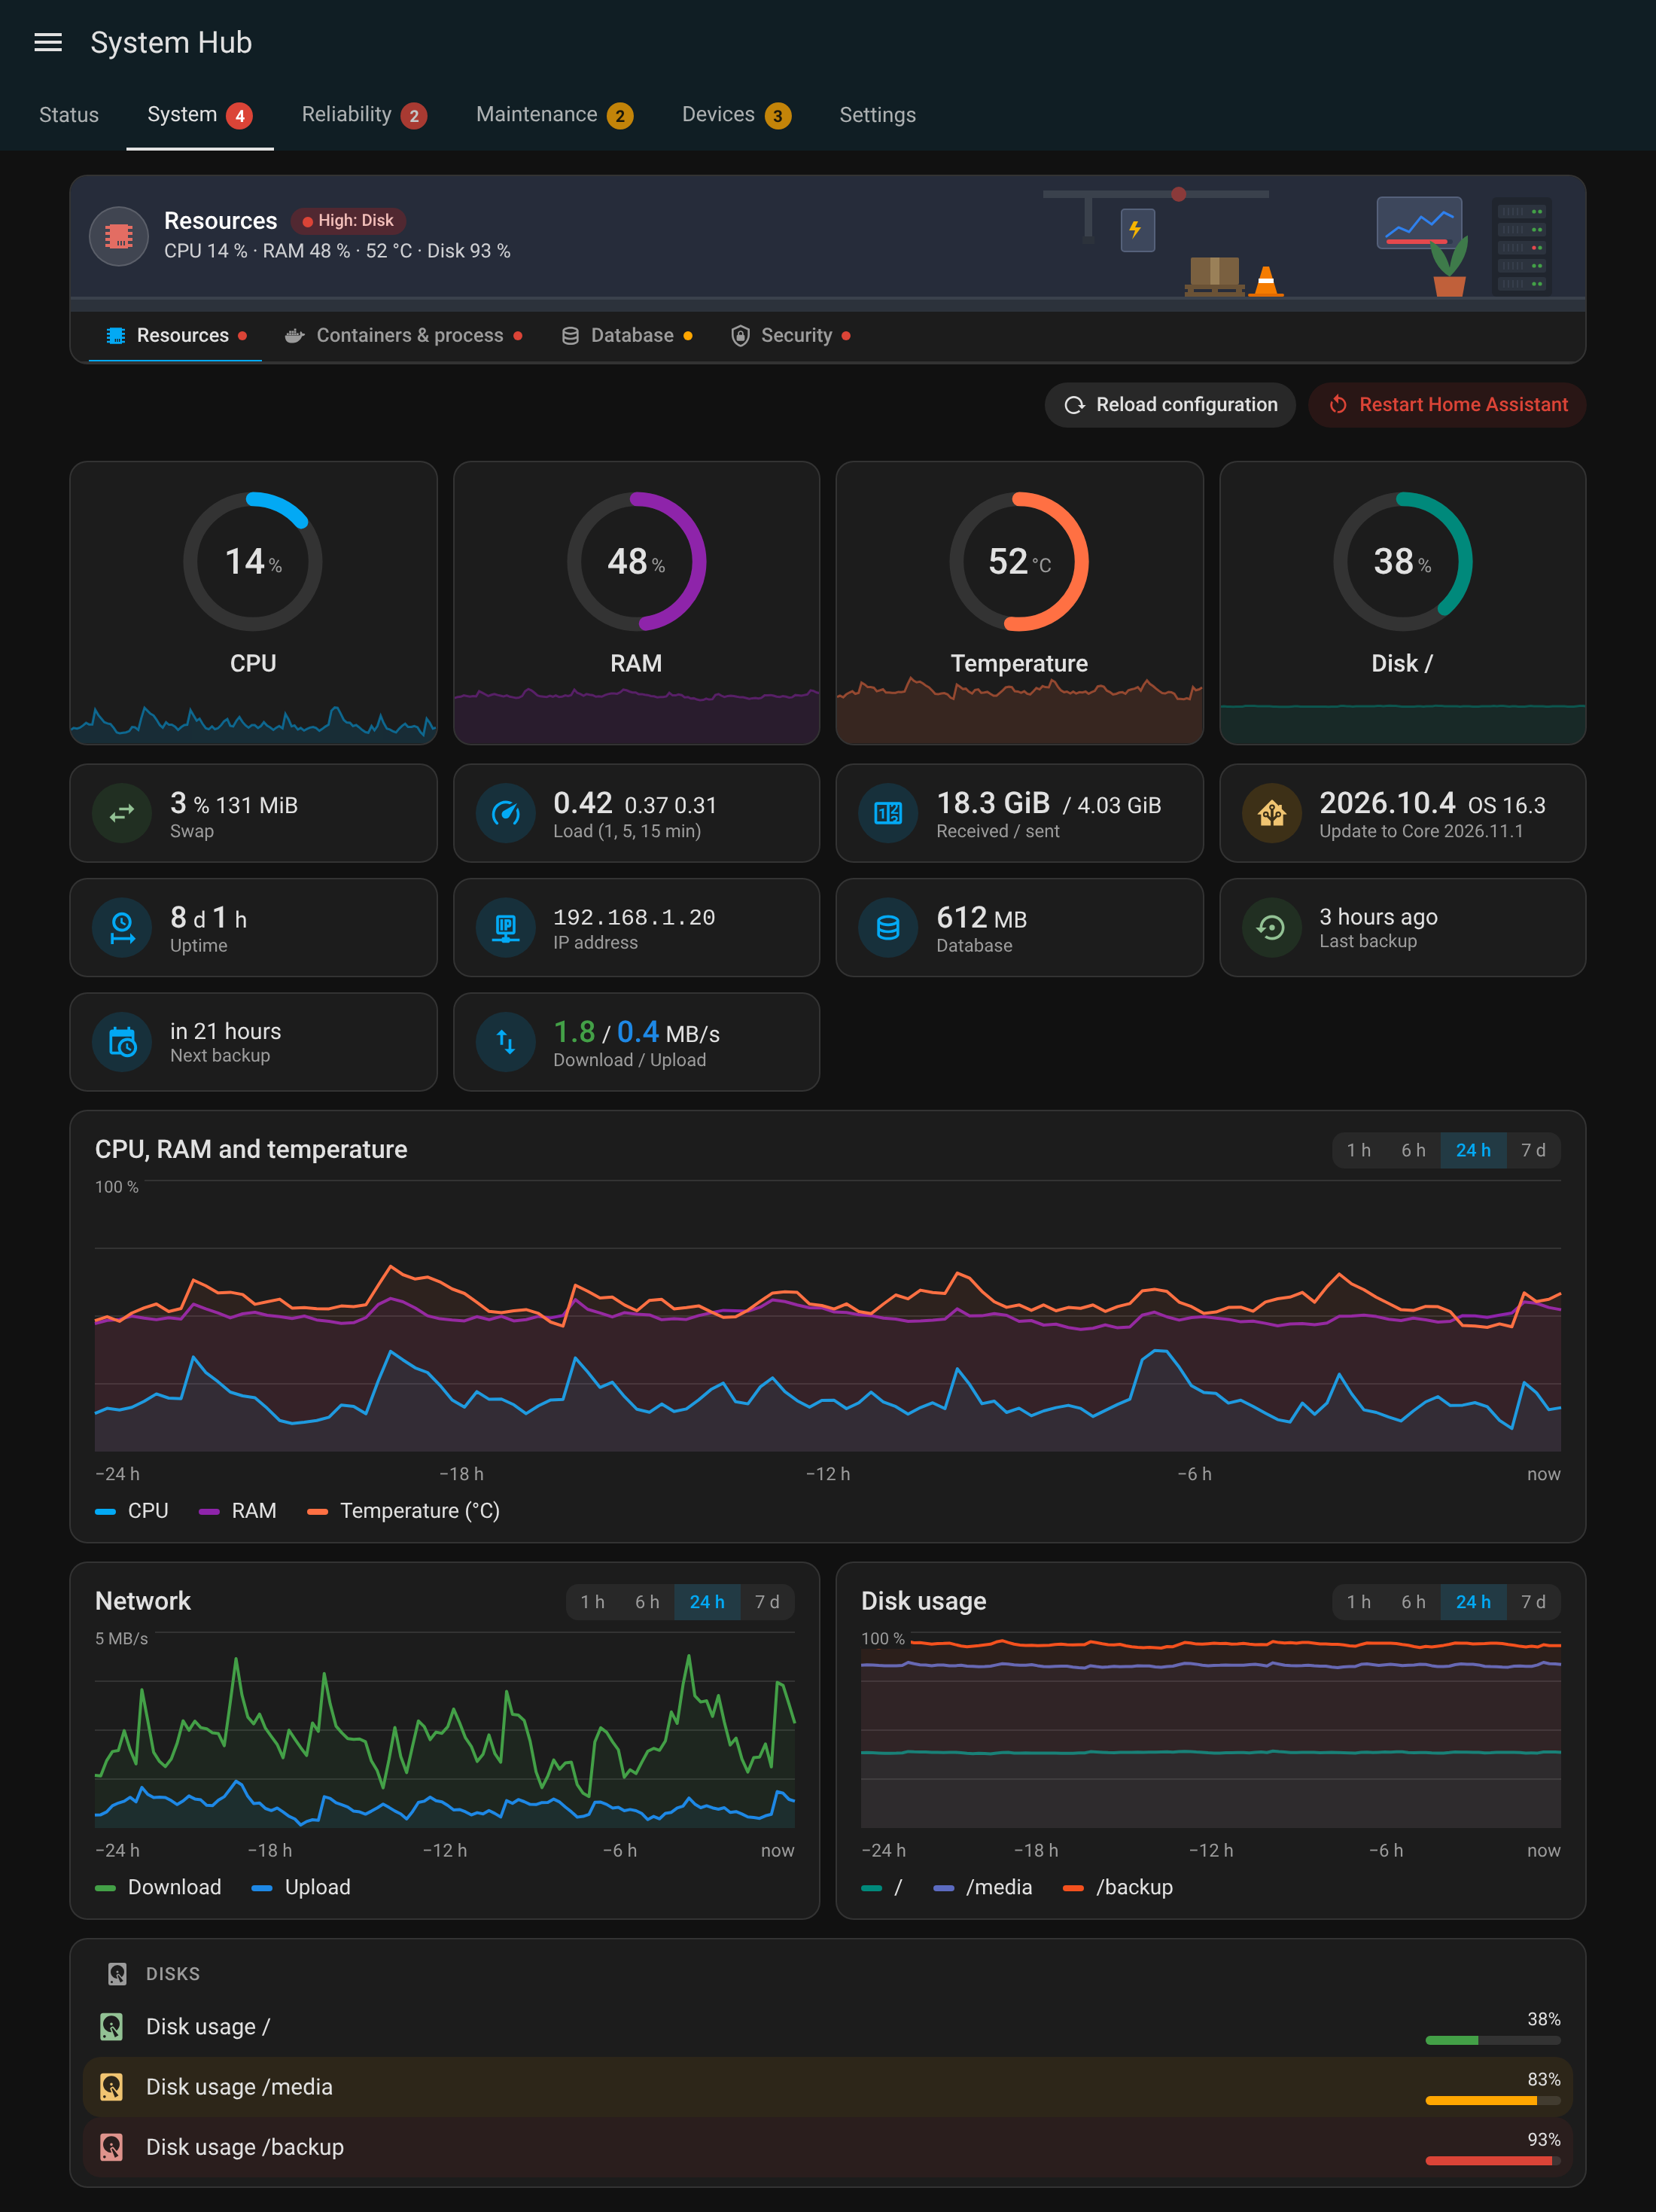 System Hub
Status
System 4
Reliability 2
Maintenance 2
Devices 3
Settings
Resources High: Disk
CPU 14 % · RAM 48 % · 52 °C · Disk 93 %
Resources
Containers & process
Database
Security
Reload configuration
Restart Home Assistant
14 %
CPU
48 %
RAM
52 °C
Temperature
38 %
Disk /
3 % 131 MiB
Swap
0.42 0.37 0.31
Load (1, 5, 15 min)
18.3 GiB / 4.03 GiB
Received / sent
2026.10.4 OS 16.3
Update to Core 2026.11.1
8 d 1 h
Uptime
192.168.1.20
IP address
612 MB
Database
3 hours ago
Last backup
in 21 hours
Next backup
1.8 / 0.4 MB/s
Download / Upload
CPU, RAM and temperature
1 h 6 h 24 h 7 d
100 %
−24 h −18 h −12 h −6 h now
CPU RAM Temperature (°C)
Network
1 h 6 h 24 h 7 d
5 MB/s
−24 h −18 h −12 h −6 h now
Download Upload
Disk usage
1 h 6 h 24 h 7 d
100 %
−24 h −18 h −12 h −6 h now
/ /media /backup
DISKS
Disk usage / 38%
Disk usage /media 83%
Disk usage /backup 93%